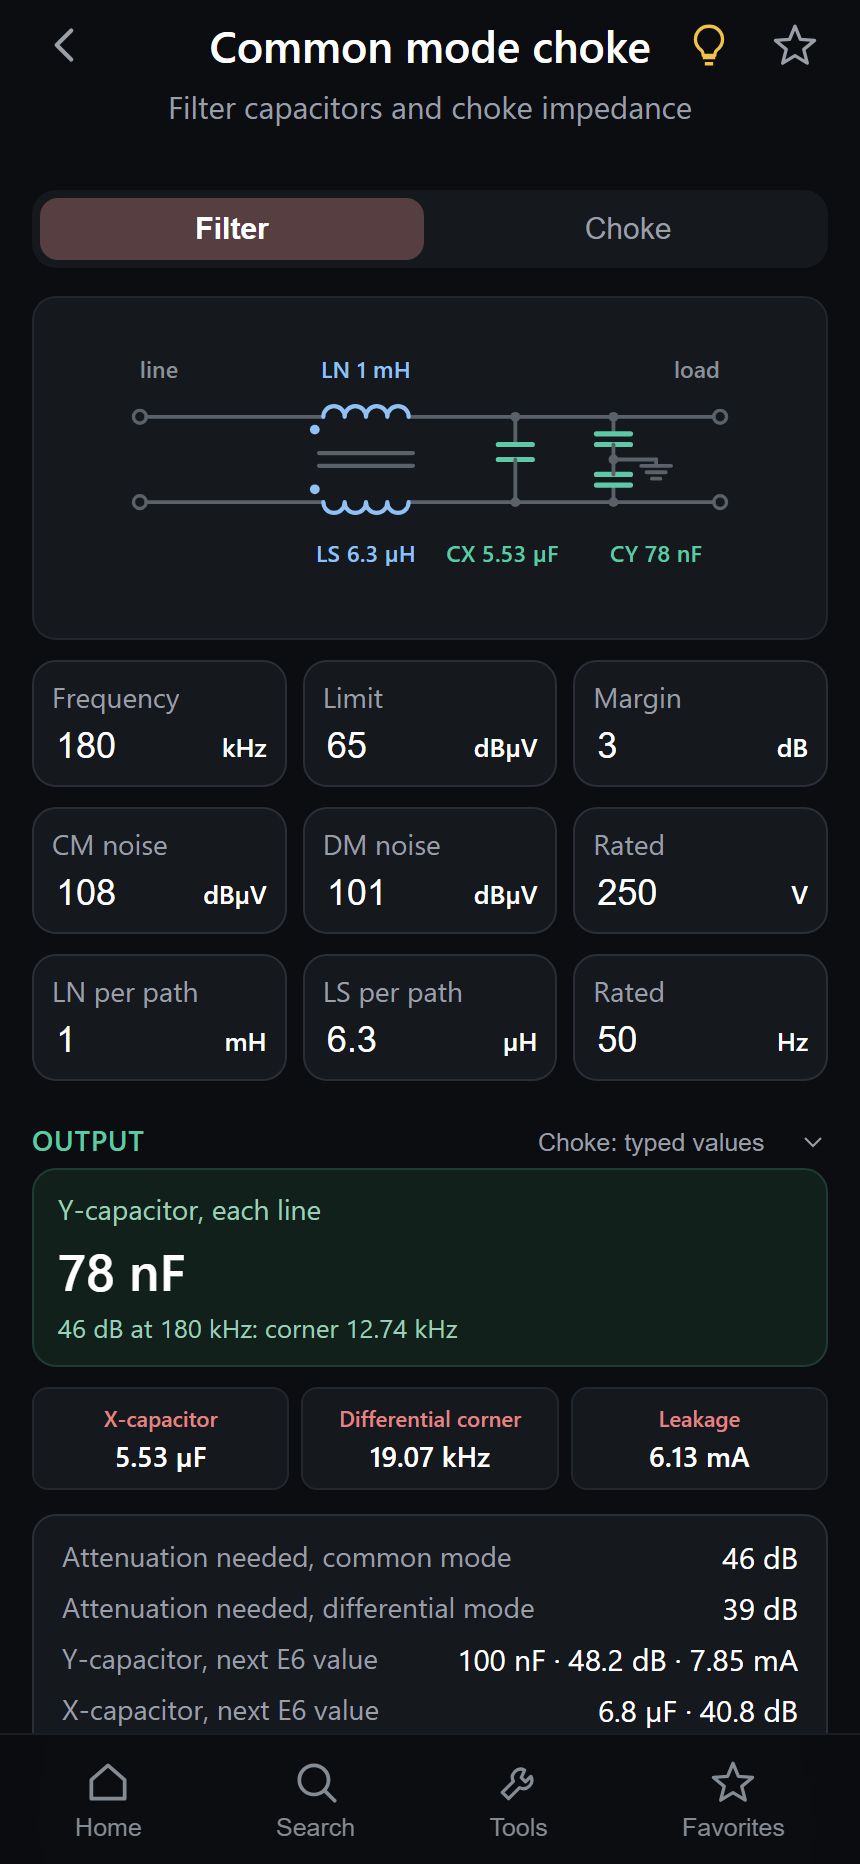 Common mode choke
Filter capacitors and choke impedance
Filter Choke
line LN 1 mH load
LS 6.3 µH CX 5.53 µF CY 78 nF
Frequency Limit Margin
180 kHz 65 dBµV 3 dB
CM noise DM noise Rated
108 dBµV 101 dBµV 250 V
LN per path LS per path Rated
1 mH 6.3 µH 50 Hz
OUTPUT Choke: typed values
Y-capacitor, each line
78 nF
46 dB at 180 kHz: corner 12.74 kHz
X-capacitor Differential corner Leakage
5.53 µF 19.07 kHz 6.13 mA
Attenuation needed, common mode 46 dB
Attenuation needed, differential mode 39 dB
Y-capacitor, next E6 value 100 nF · 48.2 dB · 7.85 mA
X-capacitor, next E6 value 6.8 µF · 40.8 dB
Home Search Tools Favorites